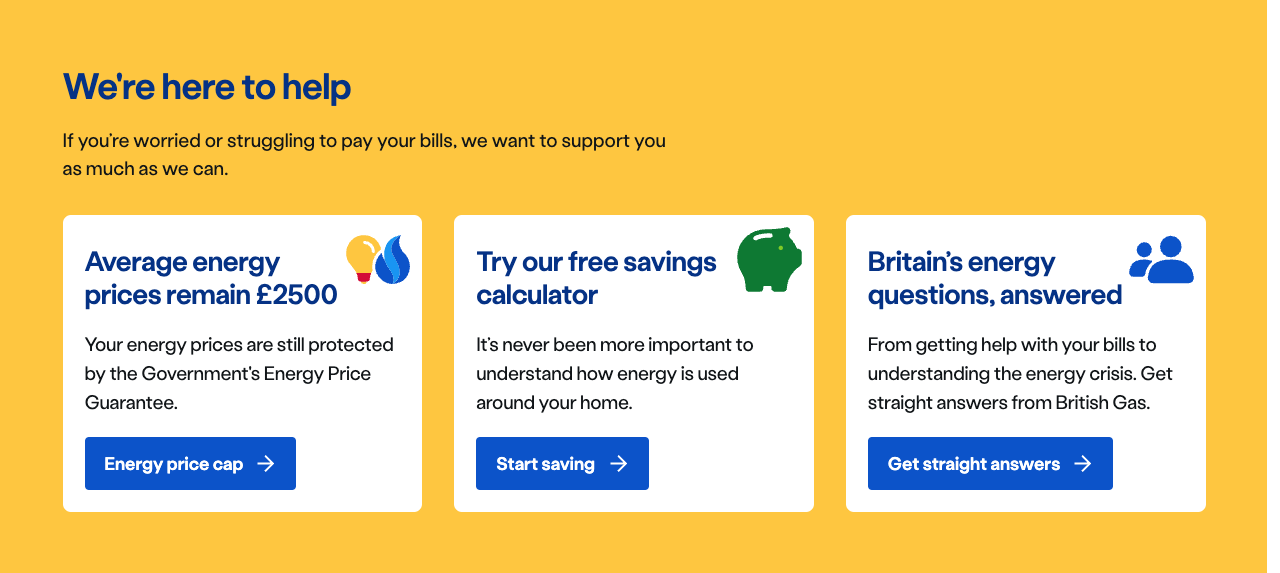 We're here to help
If you’re worried or struggling to pay your bills, we want to support you
as much as we can.
Average energy
prices remain £2500
Your energy prices are still protected
by the Government's Energy Price
Guarantee.
Energy price cap
Try our free savings
calculator
It’s never been more important to
understand how energy is used
around your home.
Start saving
Britain’s energy
questions, answered
From getting help with your bills to
understanding the energy crisis. Get
straight answers from British Gas.
Get straight answers